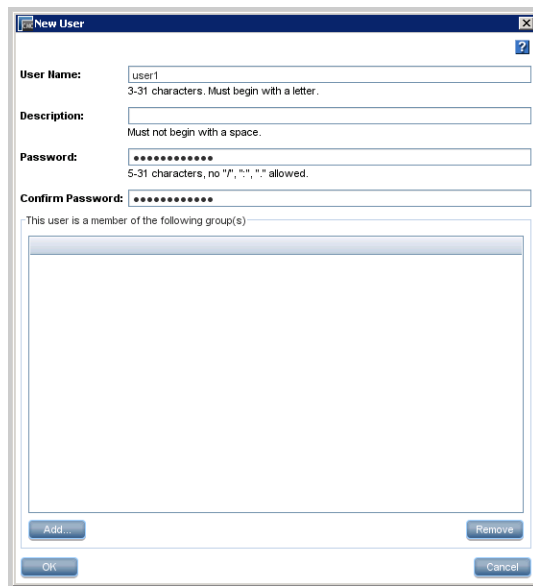 New User
?
User Name:
user1
3-31 characters. Must begin with a letter.
Description:
Must not begin with a space.
Password:
●●●●●●●●●●●●
5-31 characters, no "/", ":", "." allowed.
Confirm Password:
●●●●●●●●●●●●
This user is a member of the following group(s)
Add...
Remove
OK
Cancel